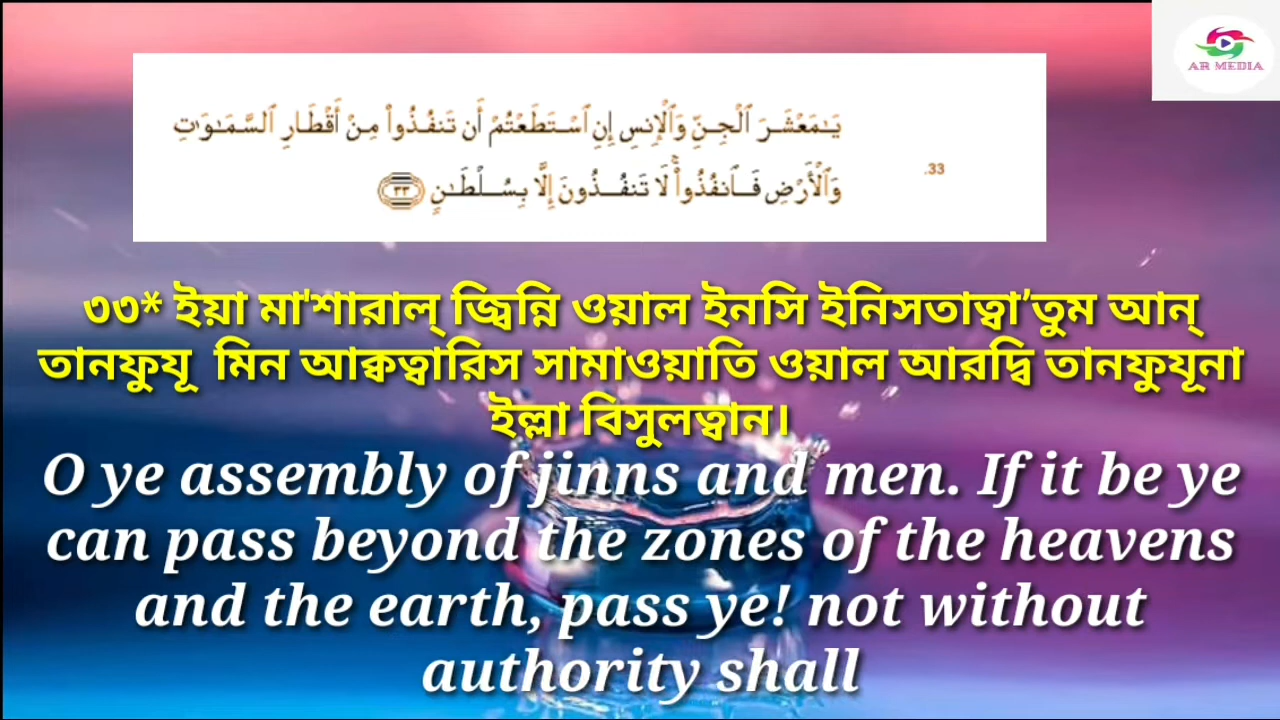 AR MEDIA
يَـٰمَعْشَرَ ٱلْجِنِّ وَٱلْإِنسِ إِنِ ٱسْتَطَعْتُمْ أَن تَنفُذُوا۟ مِنْ أَقْطَارِ ٱلسَّمَـٰوَٰتِ
وَٱلْأَرْضِ فَٱنفُذُوا۟ ۚ لَا تَنفُذُونَ إِلَّا بِسُلْطَـٰنٍ ٣٣
.33
৩৩* ইয়া মা'শারাল্ জ্বিন্নি ওয়াল ইনসি ইনিসতাত্বা’তুম আন্
তানফুযূ মিন আক্বত্বারিস সামাওয়াতি ওয়াল আরদ্বি তানফুযূনা
ইল্লা বিসুলত্বান।
O ye assembly of jinns and men. If it be ye
can pass beyond the zones of the heavens
and the earth, pass ye! not without
authority shall